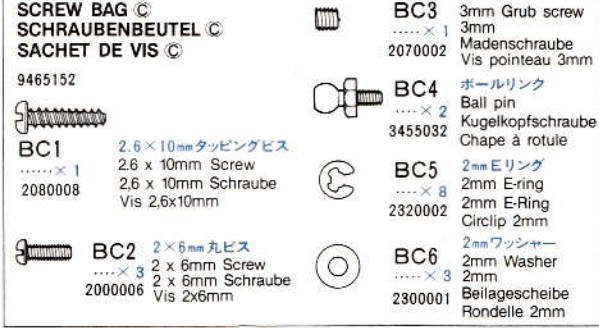 SCREW BAG Ⓒ
SCHRAUBENBEUTEL Ⓒ
SACHET DE VIS Ⓒ
9465152
BC1
······× 1
2080008
2.6×10mmタッピングビス
2.6 x 10mm Screw
2,6 x 10mm Schraube
Vis 2,6x10mm
BC2
····× 3
2000006
2×6mm丸ビス
2 x 6mm Screw
2 x 6mm Schraube
Vis 2x6mm
BC3
·····× 1
2070002
3mm Grub screw
3mm
Madenschraube
Vis pointeau 3mm
BC4
····× 2
3455032
ボールリンク
Ball pin
Kugelkopfschraube
Chape à rotule
BC5
····× 8
2320002
2mmEリング
2mm E-ring
2mm E-Ring
Circlip 2mm
BC6
·····× 3
2300001
2mmワッシャー
2mm Washer
2mm
Beilagescheibe
Rondelle 2mm